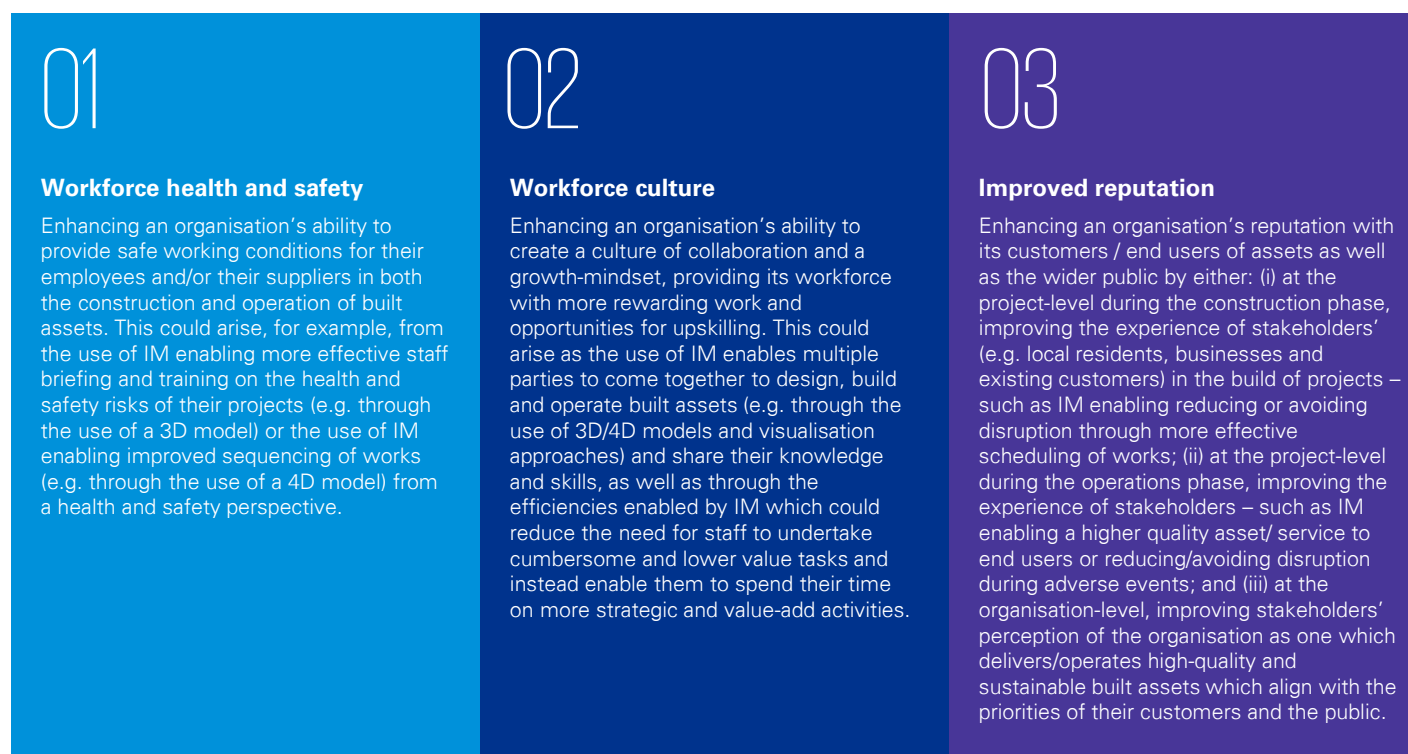 01
Workforce health and safety
Enhancing an organisation's ability to
provide safe working conditions for their
employees and/or their suppliers in both
the construction and operation of built
assets. This could arise, for example, from
the use of IM enabling more effective staff
briefing and training on the health and
safety risks of their projects (e.g. through
the use of a 3D model) or the use of IM
enabling improved sequencing of works
(e.g. through the use of a 4D model) from
a health and safety perspective.
02
Workforce culture
Enhancing an organisation's ability to
create a culture of collaboration and a
growth-mindset, providing its workforce
with more rewarding work and
opportunities for upskilling. This could
arise as the use of IM enables multiple
parties to come together to design, build
and operate built assets (e.g. through the
use of 3D/4D models and visualisation
approaches) and share their knowledge
and skills, as well as through the
efficiencies enabled by IM which could
reduce the need for staff to undertake
cumbersome and lower value tasks and
instead enable them to spend their time
on more strategic and value-add activities.
03
Improved reputation
Enhancing an organisation's reputation with
its customers / end users of assets as well
as the wider public by either: (i) at the
project-level during the construction phase,
improving the experience of stakeholders'
(e.g. local residents, businesses and
existing customers) in the build of projects –
such as IM enabling reducing or avoiding
disruption through more effective
scheduling of works; (ii) at the project-level
during the operations phase, improving the
experience of stakeholders – such as IM
enabling a higher quality asset/ service to
end users or reducing/avoiding disruption
during adverse events; and (iii) at the
organisation-level, improving stakeholders'
perception of the organisation as one which
delivers/operates high-quality and
sustainable built assets which align with the
priorities of their customers and the public.